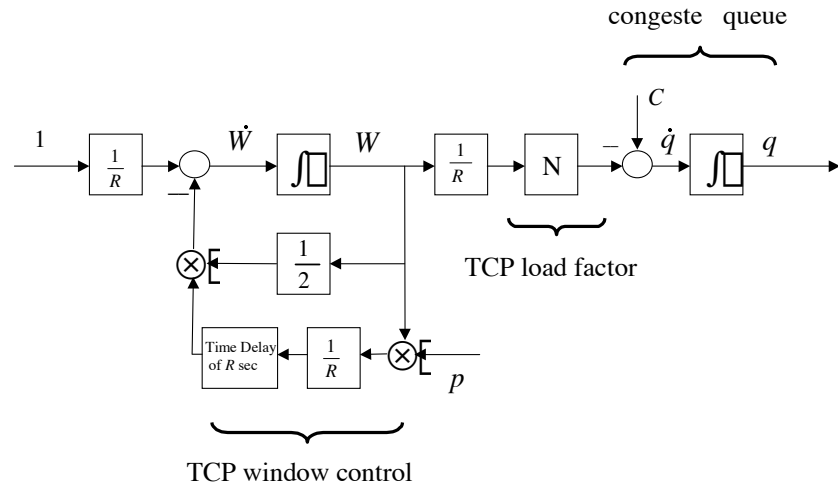 congeste queue
C
1
Ẇ
W
q̇
q
1/R
−
∫
1/R
N
−
∫
1/2
TCP load factor
Time Delay
of R sec
1/R
p
TCP window control